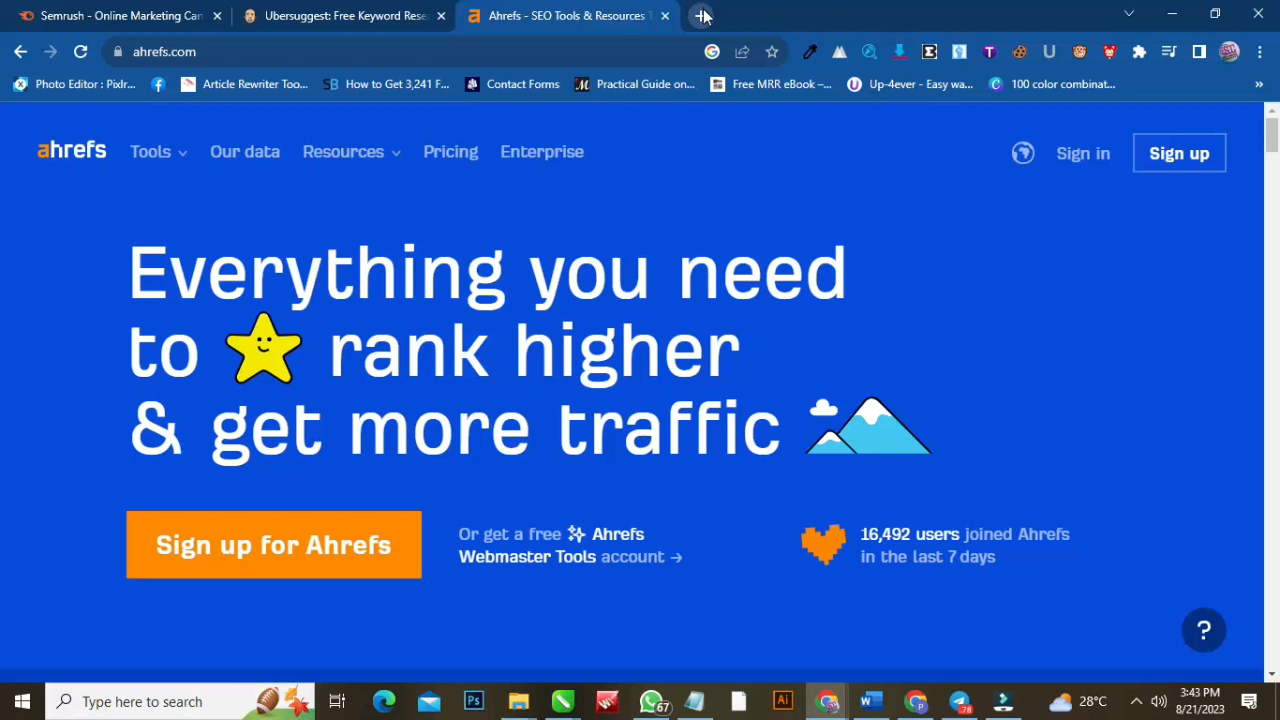 Semrush - Online Marketing Can
Ubersuggest: Free Keyword Rese
Ahrefs - SEO Tools & Resources T
ahrefs.com
Photo Editor : Pixlr...
Article Rewriter Too...
How to Get 3,241 F...
Contact Forms
Practical Guide on...
Free MRR eBook –...
Up-4ever - Easy wa...
100 color combinat...
»
ahrefs
Tools
Our data
Resources
Pricing
Enterprise
Sign in
Sign up
Everything you need
to rank higher
& get more traffic
Sign up for Ahrefs
Or get a free Ahrefs
Webmaster Tools account →
16,492 users joined Ahrefs
in the last 7 days
?
Type here to search
Ps
67
Ai
78
28°C
3:43 PM
8/21/2023